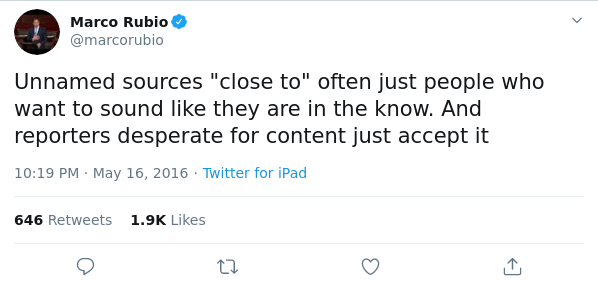 Marco Rubio
@marcorubio
Unnamed sources "close to" often just people who
want to sound like they are in the know. And
reporters desperate for content just accept it
10:19 PM · May 16, 2016 · Twitter for iPad
646 Retweets 1.9K Likes